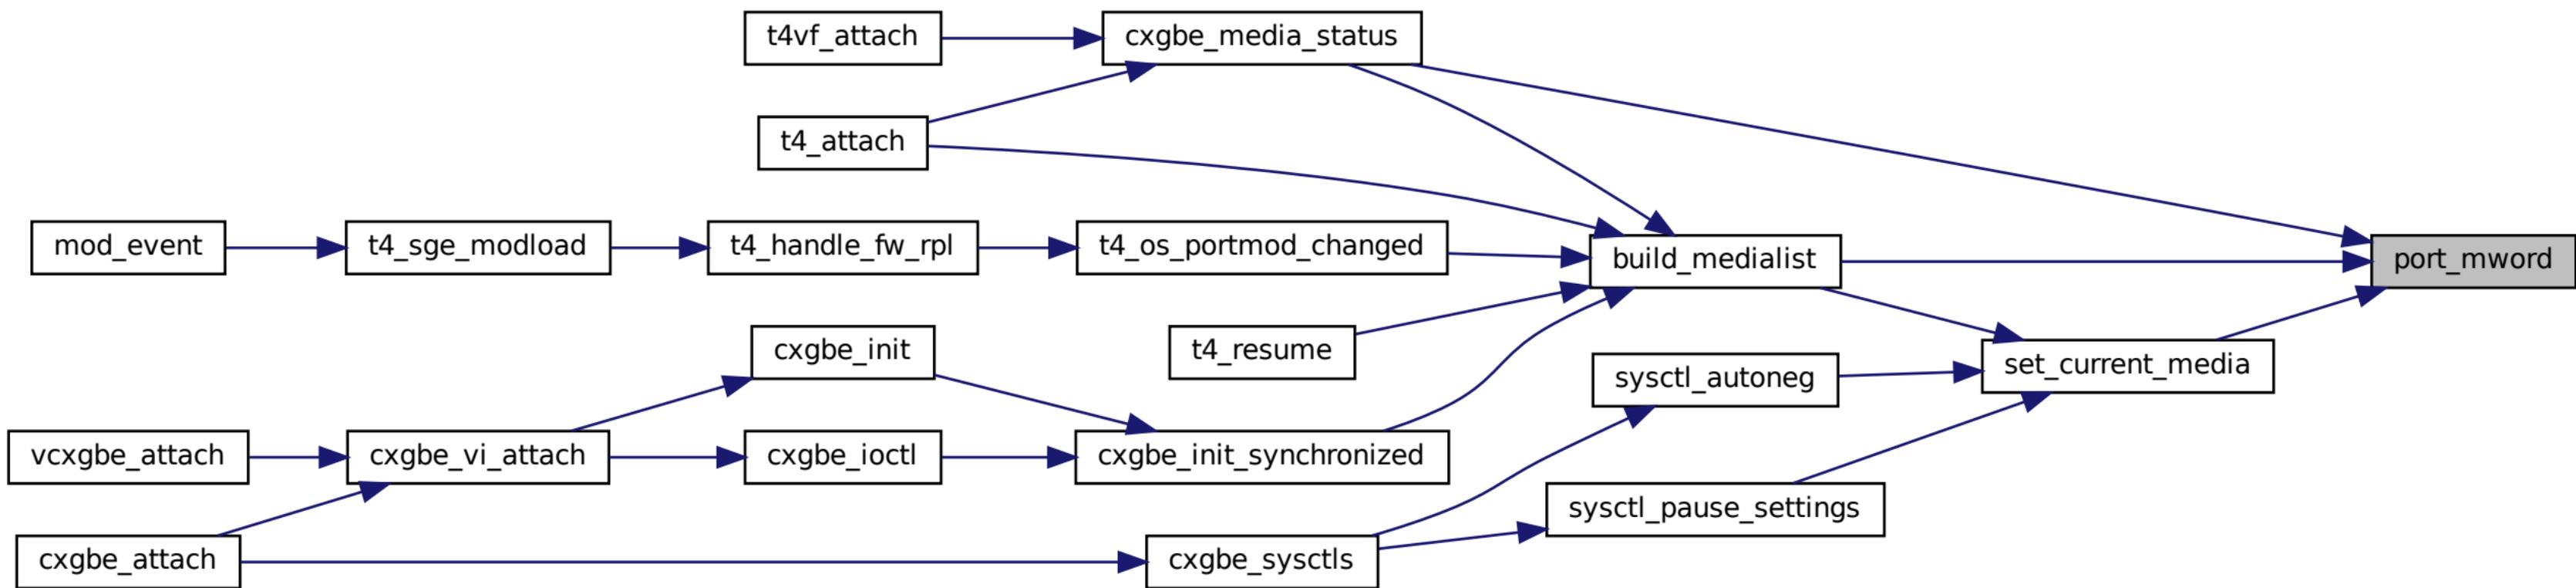 t4vf_attach
cxgbe_media_status
t4_attach
mod_event
t4_sge_modload
t4_handle_fw_rpl
t4_os_portmod_changed
build_medialist
port_mword
cxgbe_init
t4_resume
sysctl_autoneg
set_current_media
vcxgbe_attach
cxgbe_vi_attach
cxgbe_ioctl
cxgbe_init_synchronized
sysctl_pause_settings
cxgbe_attach
cxgbe_sysctls